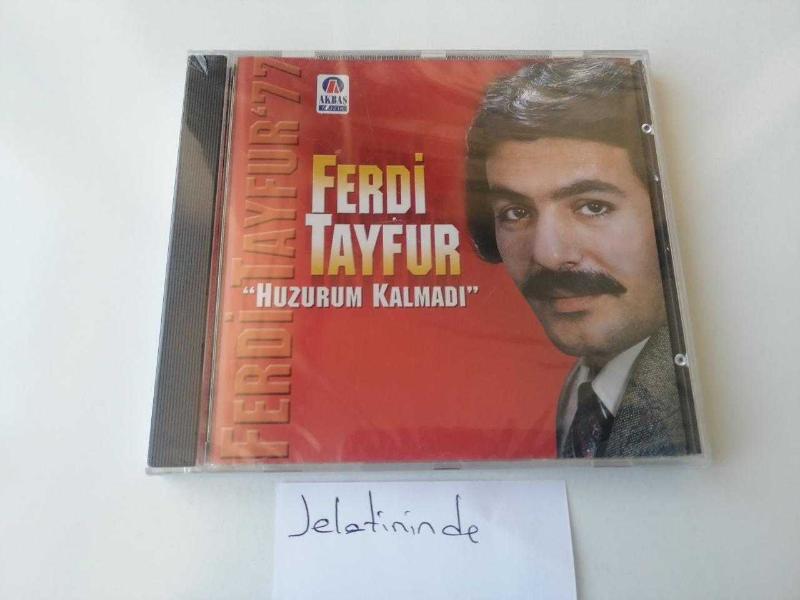 FERDİ TAYFUR '77
AKBAŞ
FERDİ
TAYFUR
"HUZURUM KALMADI"
Jelatininde